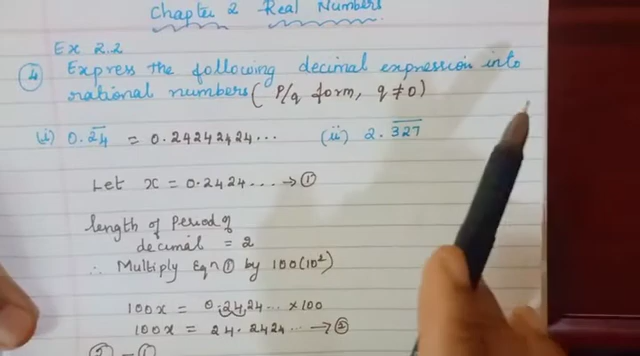 Chapter 2 Real Numbers
Ex 2.2
④ Express the following decimal expression into
rational numbers (P/q form, q ≠ 0)
(i) 0.2̅4̅ = 0.24242424... (ii) 2.3̅2̅7̅
Let x = 0.2424.... → ①
length of Period of
decimal = 2
∴ Multiply Eqn ① by 100(10²)
100x = 0.2424... × 100
100x = 24.2424... → ②
② - ①